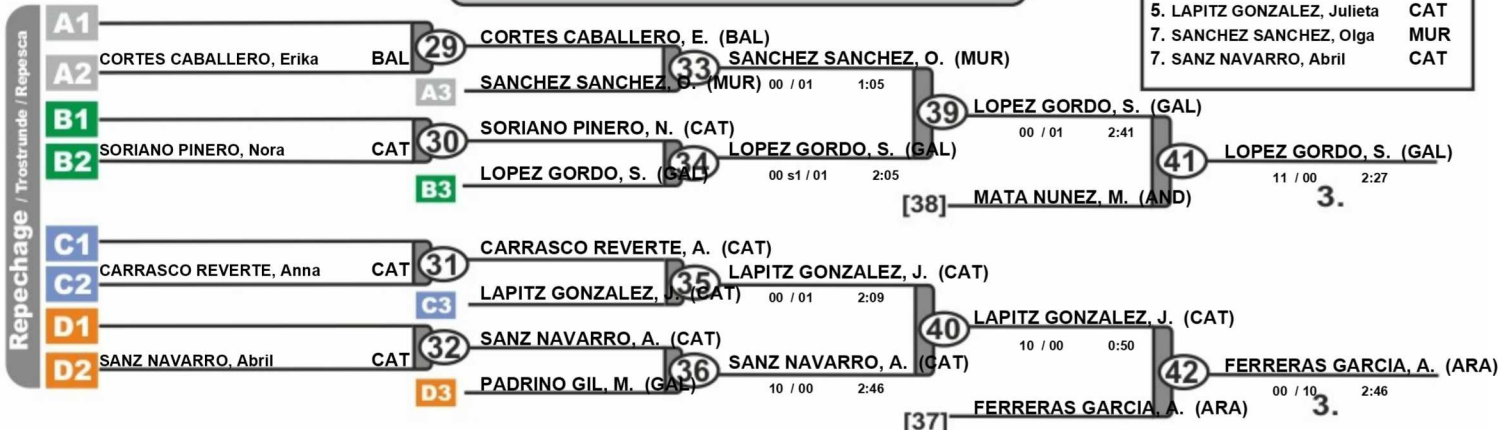 5. LAPITZ GONZALEZ, Julieta CAT
7. SANCHEZ SANCHEZ, Olga MUR
7. SANZ NAVARRO, Abril CAT
Repechage / Trostrunde / Repesca
A1
CORTES CABALLERO, Erika BAL
A2
29
CORTES CABALLERO, E. (BAL)
A3
SANCHEZ SANCHEZ, O. (MUR)
33
SANCHEZ SANCHEZ, O. (MUR)
00 / 01 1:05
B1
B2
SORIANO PINERO, Nora CAT
30
SORIANO PINERO, N. (CAT)
B3
LOPEZ GORDO, S. (GAL)
34
LOPEZ GORDO, S. (GAL)
00 s1 / 01 2:05
39
LOPEZ GORDO, S. (GAL)
00 / 01 2:41
[38]
MATA NUNEZ, M. (AND)
41
LOPEZ GORDO, S. (GAL)
11 / 00 2:27
3.
C1
CARRASCO REVERTE, Anna CAT
C2
31
CARRASCO REVERTE, A. (CAT)
C3
LAPITZ GONZALEZ, J. (CAT)
35
LAPITZ GONZALEZ, J. (CAT)
00 / 01 2:09
D1
SANZ NAVARRO, Abril CAT
D2
32
SANZ NAVARRO, A. (CAT)
D3
PADRINO GIL, M. (GAL)
36
SANZ NAVARRO, A. (CAT)
10 / 00 2:46
40
LAPITZ GONZALEZ, J. (CAT)
10 / 00 0:50
[37]
FERRERAS GARCIA, A. (ARA)
42
FERRERAS GARCIA, A. (ARA)
00 / 10 2:46
3.